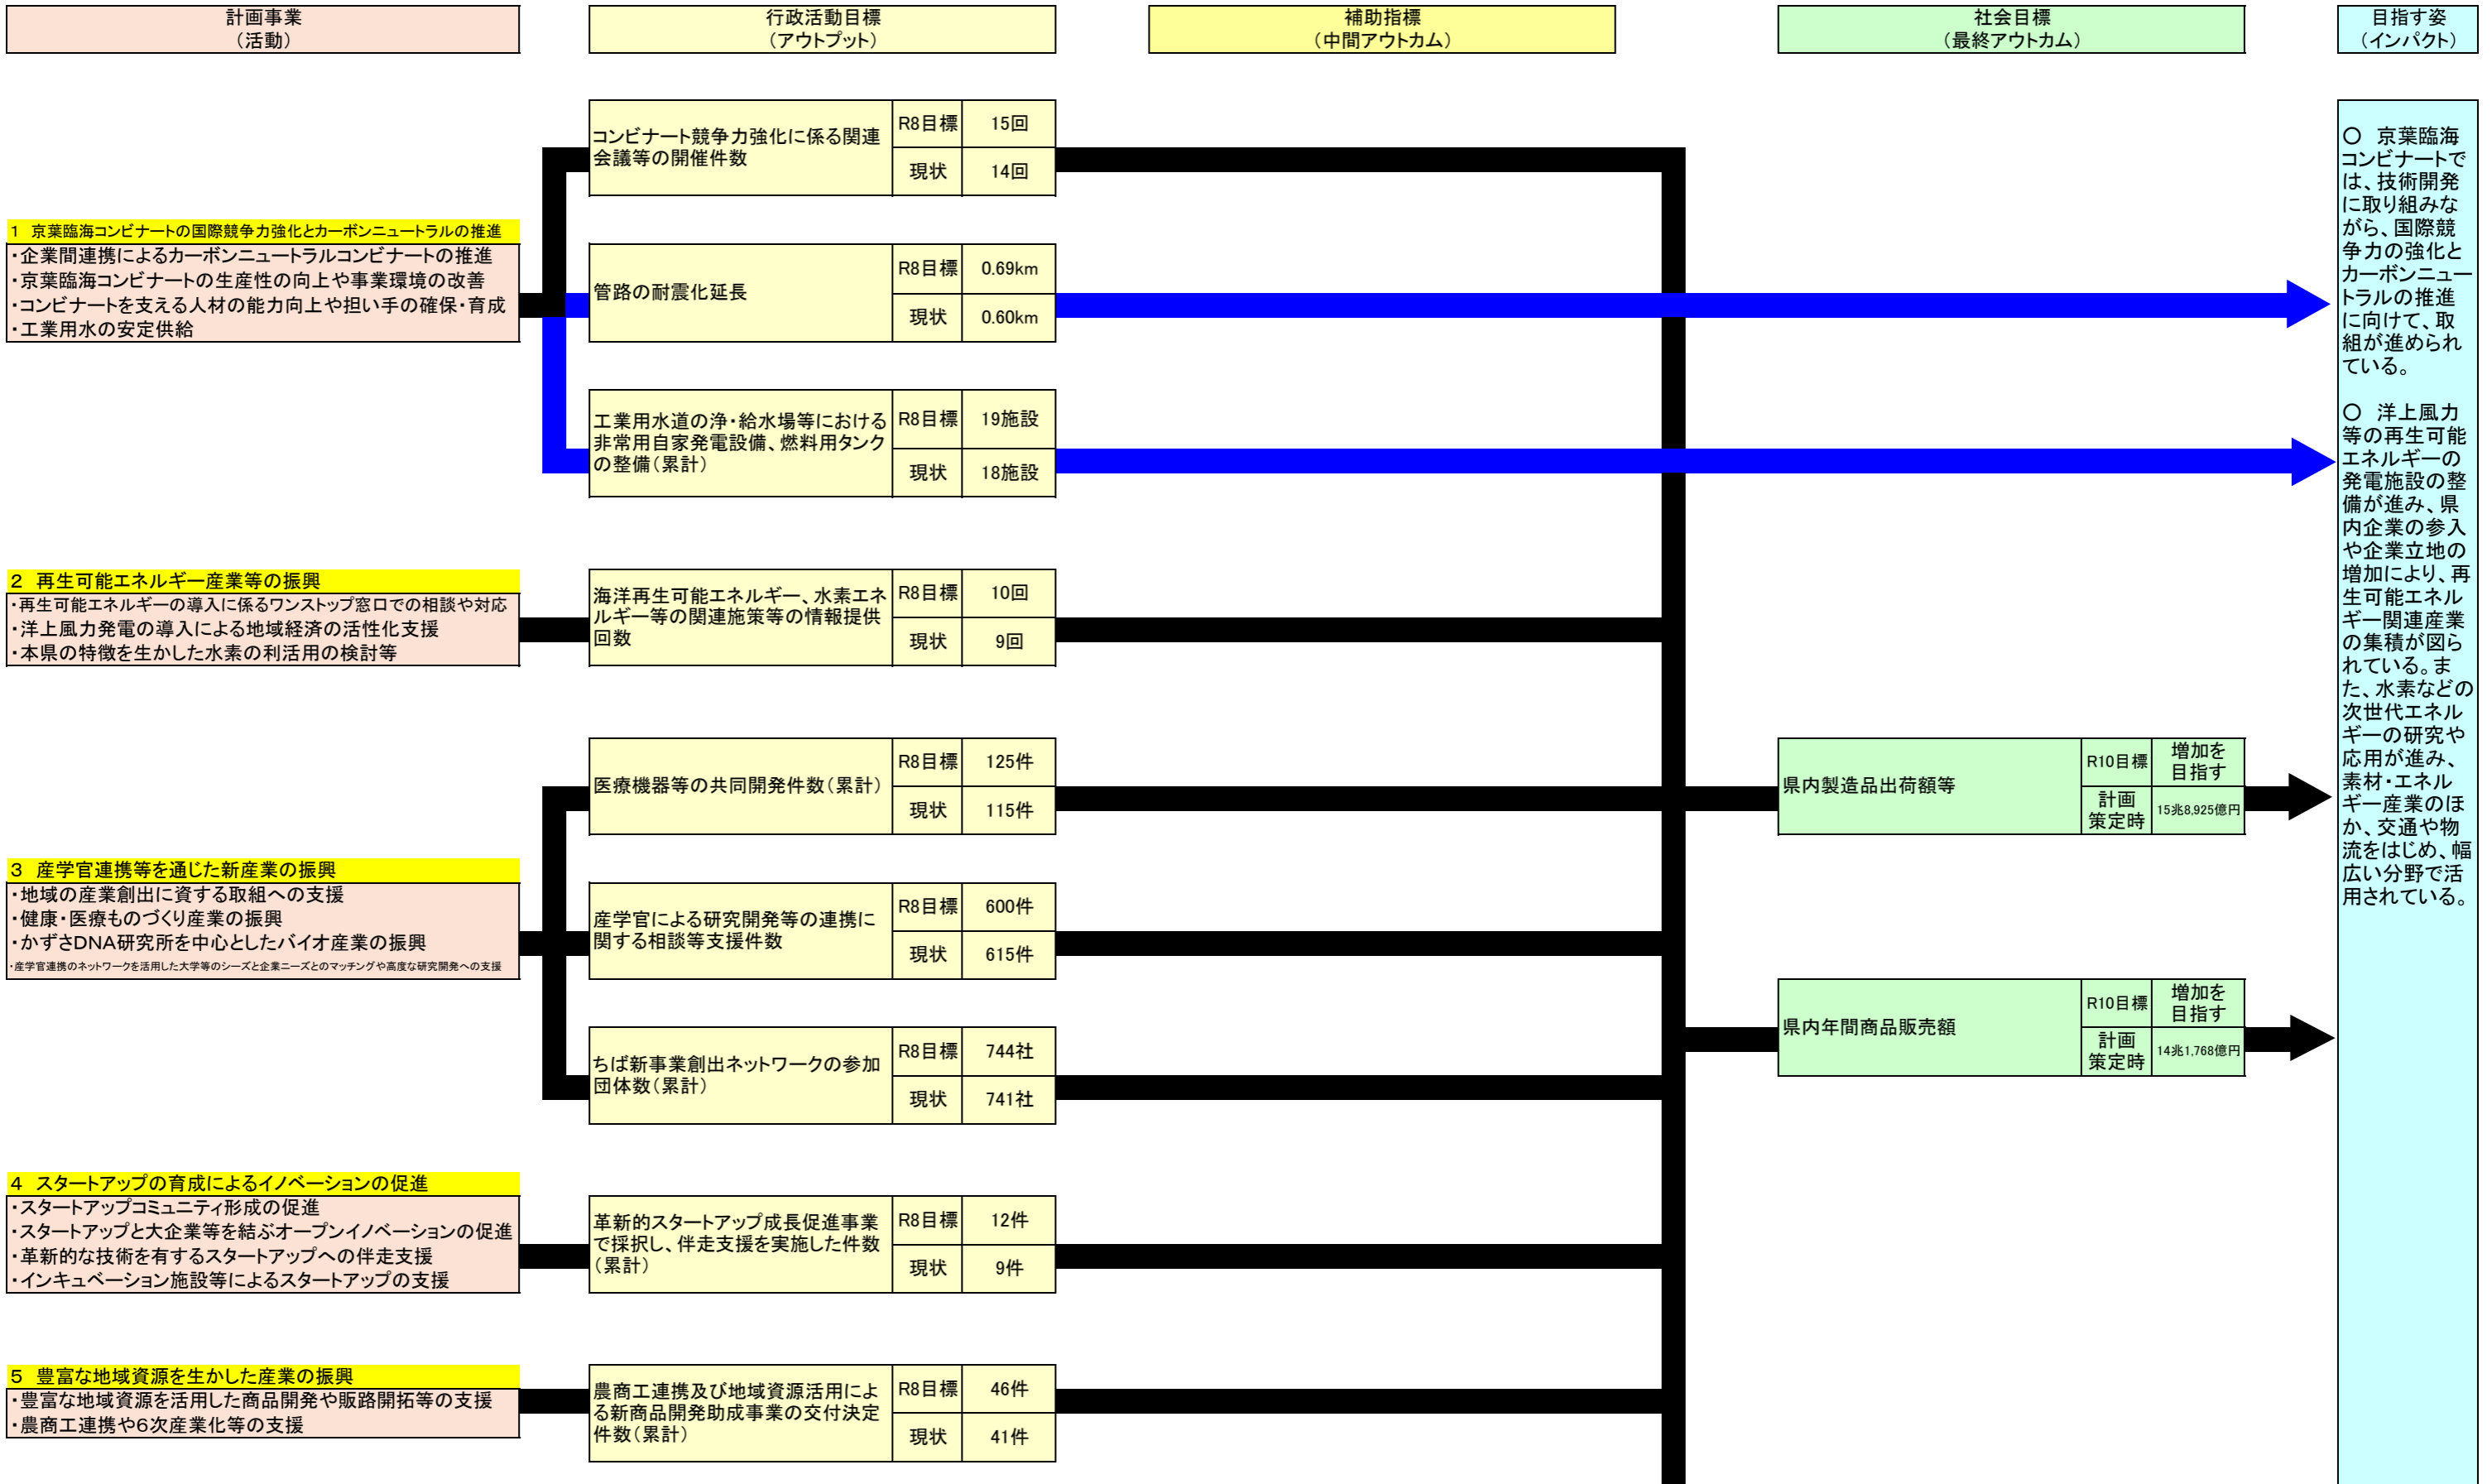 計画事業
（活動）
行政活動目標
（アウトプット）
補助指標
（中間アウトカム）
社会目標
（最終アウトカム）
目指す姿
（インパクト）
1　京葉臨海コンビナートの国際競争力強化とカーボンニュートラルの推進
・企業間連携によるカーボンニュートラルコンビナートの推進
・京葉臨海コンビナートの生産性の向上や事業環境の改善
・コンビナートを支える人材の能力向上や担い手の確保・育成
・工業用水の安定供給
コンビナート競争力強化に係る関連
会議等の開催件数
R8目標
15回
現状
14回
管路の耐震化延長
R8目標
0.69km
現状
0.60km
工業用水道の浄・給水場等における
非常用自家発電設備、燃料用タンク
の整備（累計）
R8目標
19施設
現状
18施設
2　再生可能エネルギー産業等の振興
・再生可能エネルギーの導入に係るワンストップ窓口での相談や対応
・洋上風力発電の導入による地域経済の活性化支援
・本県の特徴を生かした水素の利活用の検討等
海洋再生可能エネルギー、水素エネ
ルギー等の関連施策等の情報提供
回数
R8目標
10回
現状
9回
3　産学官連携等を通じた新産業の振興
・地域の産業創出に資する取組への支援
・健康・医療ものづくり産業の振興
・かずさDNA研究所を中心としたバイオ産業の振興
・産学官連携のネットワークを活用した大学等のシーズと企業ニーズとのマッチングや高度な研究開発への支援
医療機器等の共同開発件数（累計）
R8目標
125件
現状
115件
産学官による研究開発等の連携に
関する相談等支援件数
R8目標
600件
現状
615件
ちば新事業創出ネットワークの参加
団体数（累計）
R8目標
744社
現状
741社
4　スタートアップの育成によるイノベーションの促進
・スタートアップコミュニティ形成の促進
・スタートアップと大企業等を結ぶオープンイノベーションの促進
・革新的な技術を有するスタートアップへの伴走支援
・インキュベーション施設等によるスタートアップの支援
革新的スタートアップ成長促進事業
で採択し、伴走支援を実施した件数
（累計）
R8目標
12件
現状
9件
5　豊富な地域資源を生かした産業の振興
・豊富な地域資源を活用した商品開発や販路開拓等の支援
・農商工連携や6次産業化等の支援
農商工連携及び地域資源活用によ
る新商品開発助成事業の交付決定
件数（累計）
R8目標
46件
現状
41件
県内製造品出荷額等
R10目標
増加を
目指す
計画
策定時
15兆8,925億円
県内年間商品販売額
R10目標
増加を
目指す
計画
策定時
14兆1,768億円
○　京葉臨海
コンビナートで
は、技術開発
に取り組みな
がら、国際競
争力の強化と
カーボンニュー
トラルの推進
に向けて、取
組が進められ
ている。
○　洋上風力
等の再生可能
エネルギーの
発電施設の整
備が進み、県
内企業の参入
や企業立地の
増加により、再
生可能エネル
ギー関連産業
の集積が図ら
れている。ま
た、水素などの
次世代エネル
ギーの研究や
応用が進み、
素材・エネル
ギー産業のほ
か、交通や物
流をはじめ、幅
広い分野で活
用されている。